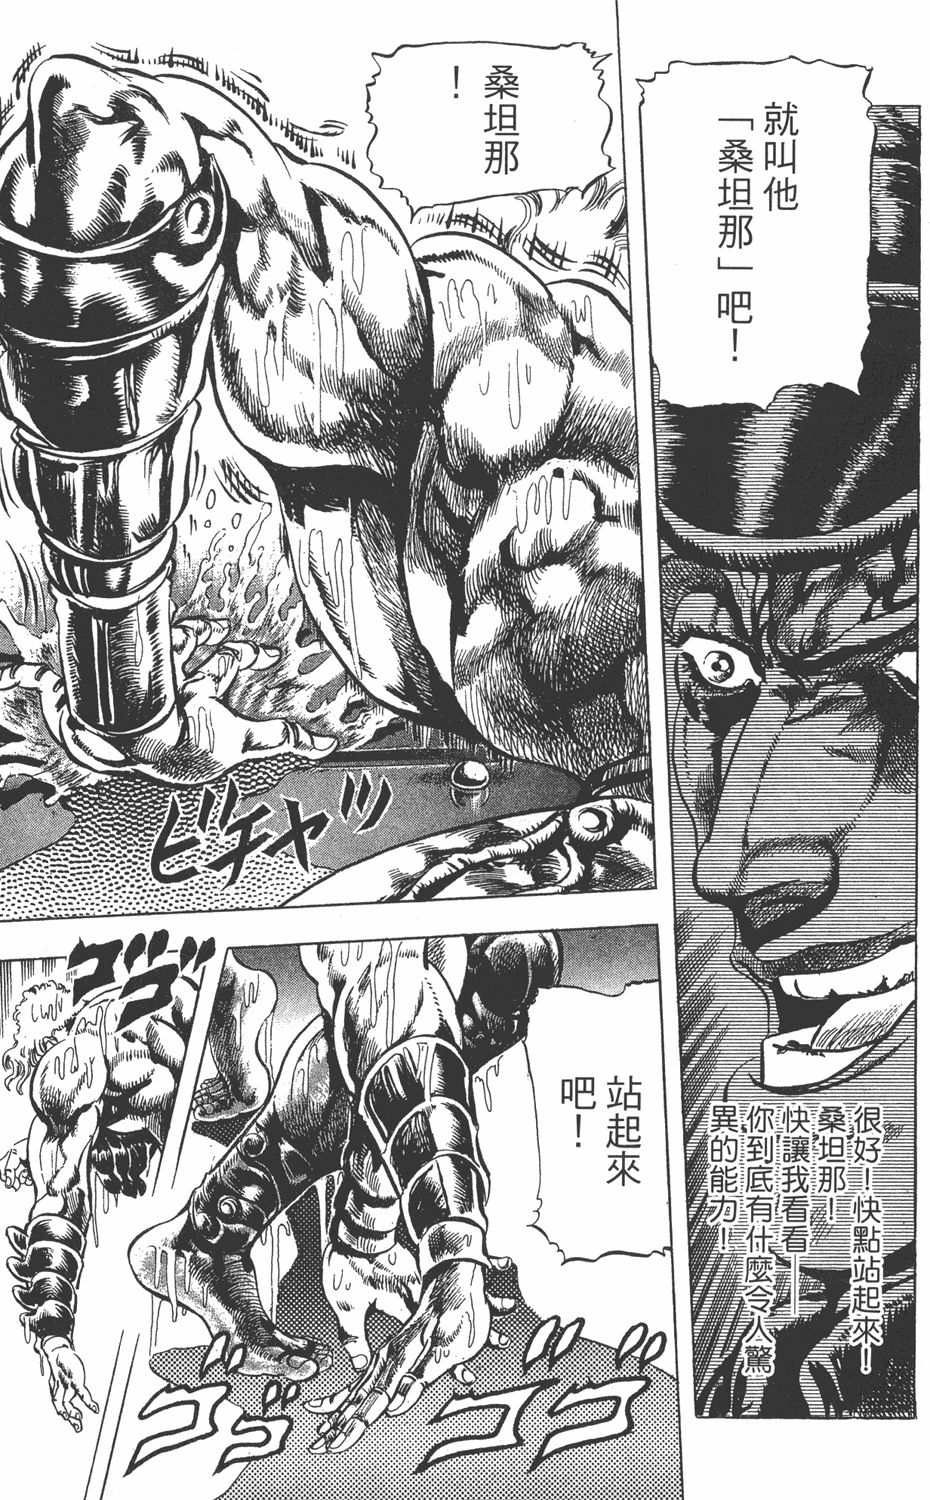 就叫他
「桑坦那」吧！
桑坦那
！
很好！快點站起來！
桑坦那！
快讓我看看——
你到底有什麼令人驚
異的能力！
ビチャッ
站起來
吧！
ゴゴ
ゴゴ
ゴゴゴ